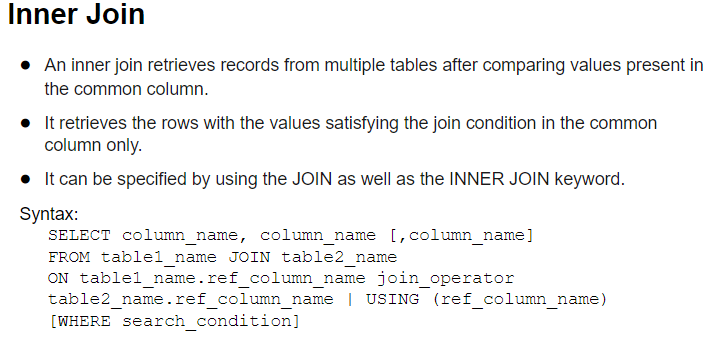 Inner Join
● An inner join retrieves records from multiple tables after comparing values present in
the common column.
● It retrieves the rows with the values satisfying the join condition in the common
column only.
● It can be specified by using the JOIN as well as the INNER JOIN keyword.
Syntax:
SELECT column_name, column_name [,column_name]
FROM table1_name JOIN table2_name
ON table1_name.ref_column_name join_operator
table2_name.ref_column_name | USING (ref_column_name)
[WHERE search_condition]